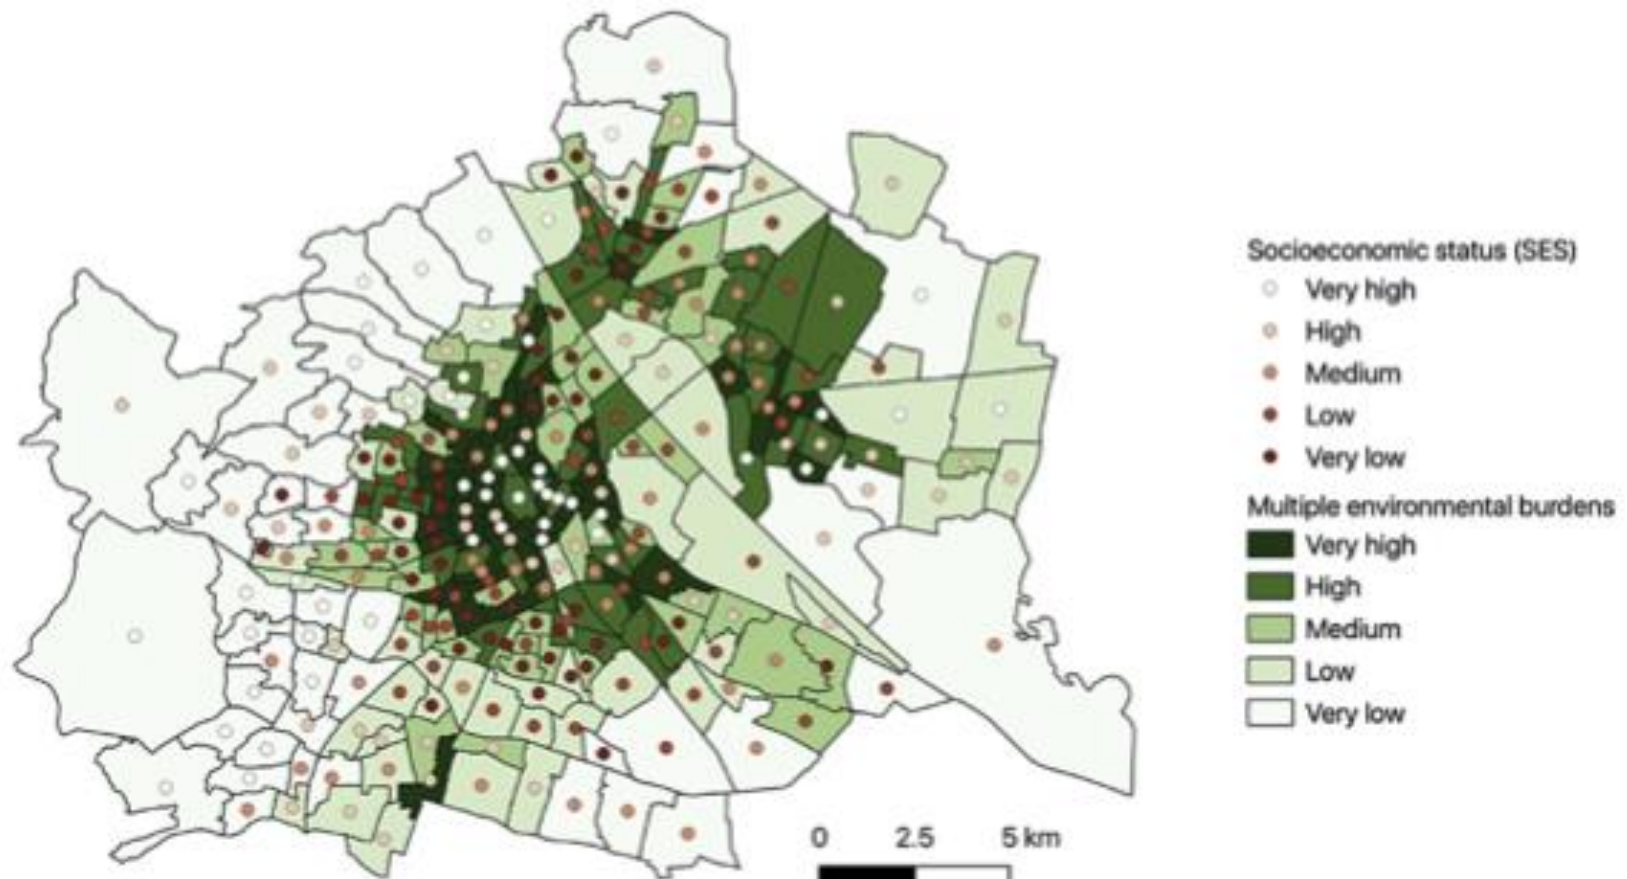 Socioeconomic status (SES)
Very high
High
Medium
Low
Very low
Multiple environmental burdens
Very high
High
Medium
Low
Very low
0 2.5 5 km